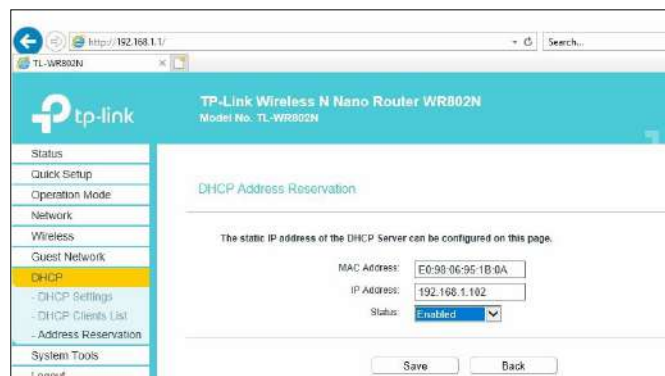 http://192.168.1.1/
Search...
TL-WR802N
tp-link
TP-Link Wireless N Nano Router WR802N
Model No. TL-WR802N
Status
Quick Setup
Operation Mode
Network
Wireless
Guest Network
DHCP
- DHCP Settings
- DHCP Clients List
- Address Reservation
System Tools
Logout
DHCP Address Reservation
The static IP address of the DHCP Server can be configured on this page.
MAC Address: E0:98:06:95:1B:0A
IP Address: 192.168.1.102
Status: Enabled
Save Back